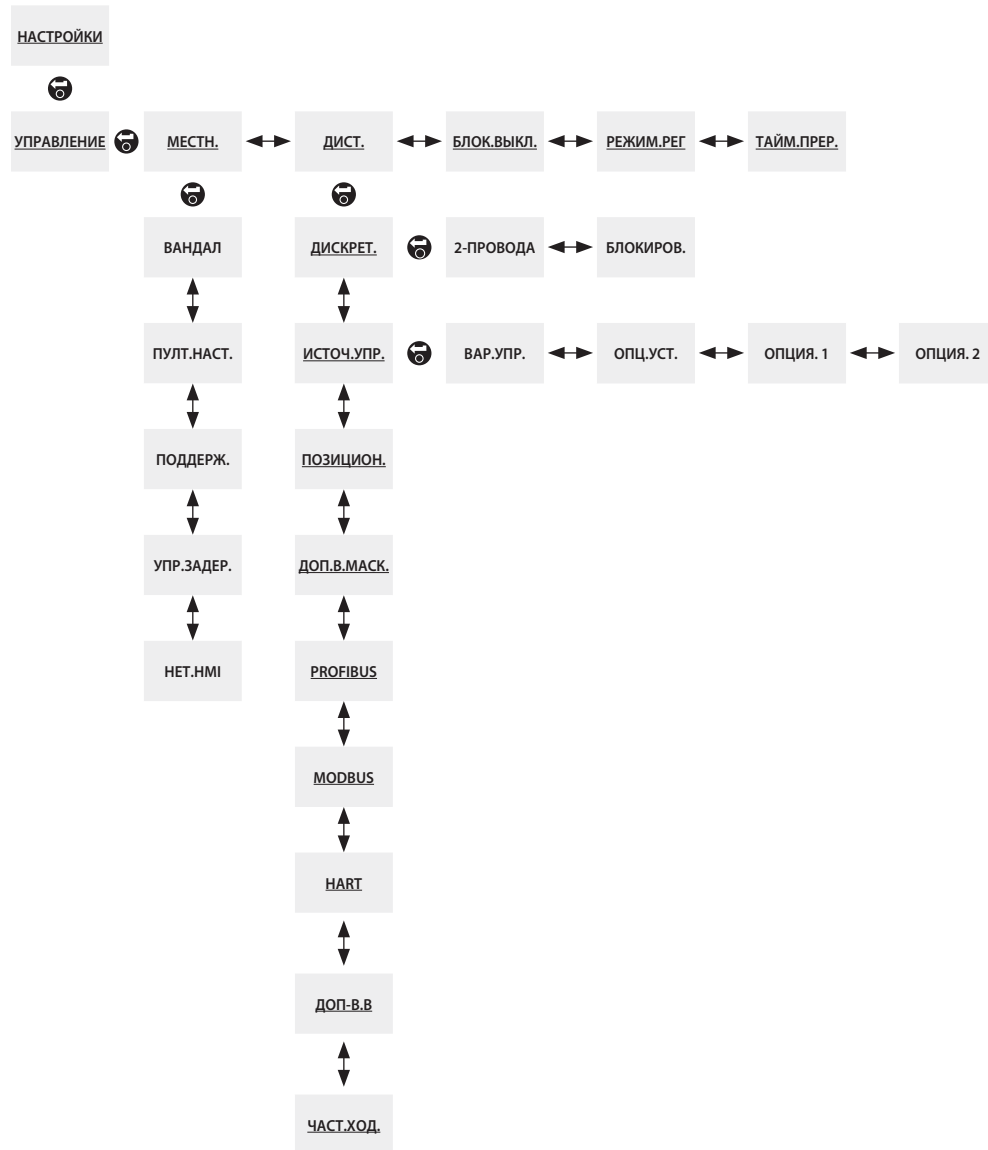 НАСТРОЙКИ
УПРАВЛЕНИЕ МЕСТН. ДИСТ. БЛОК.ВЫКЛ. РЕЖИМ.РЕГ ТАЙМ.ПРЕР.
ВАНДАЛ ДИСКРЕТ. 2-ПРОВОДА БЛОКИРОВ.
ПУЛТ.НАСТ. ИСТОЧ.УПР. ВАР.УПР. ОПЦ.УСТ. ОПЦИЯ. 1 ОПЦИЯ. 2
ПОДДЕРЖ. ПОЗИЦИОН.
УПР.ЗАДЕР. ДОП.В.МАСК.
НЕТ.HMI PROFIBUS
MODBUS
HART
ДОП-В.В
ЧАСТ.ХОД.